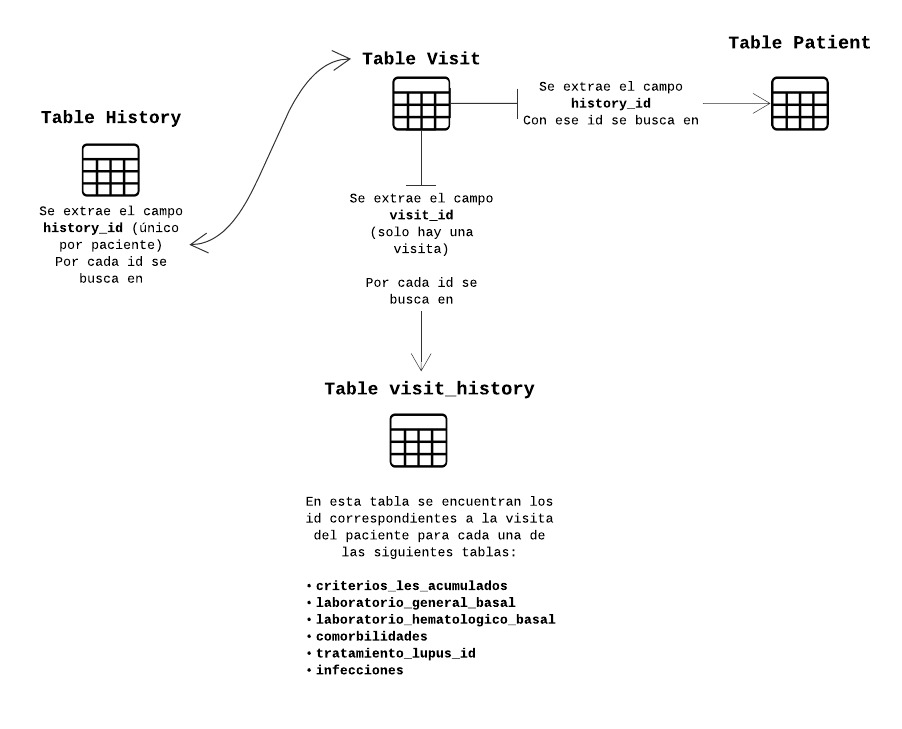 Table Patient
Table Visit
Se extrae el campo
history_id
Con ese id se busca en
Table History
Se extrae el campo
history_id (único
por paciente)
Por cada id se
busca en
Se extrae el campo
visit_id
(solo hay una
visita)
Por cada id se
busca en
Table visit_history
En esta tabla se encuentran los
id correspondientes a la visita
del paciente para cada una de
las siguientes tablas:
• criterios_les_acumulados
• laboratorio_general_basal
• laboratorio_hematologico_basal
• comorbilidades
• tratamiento_lupus_id
• infecciones